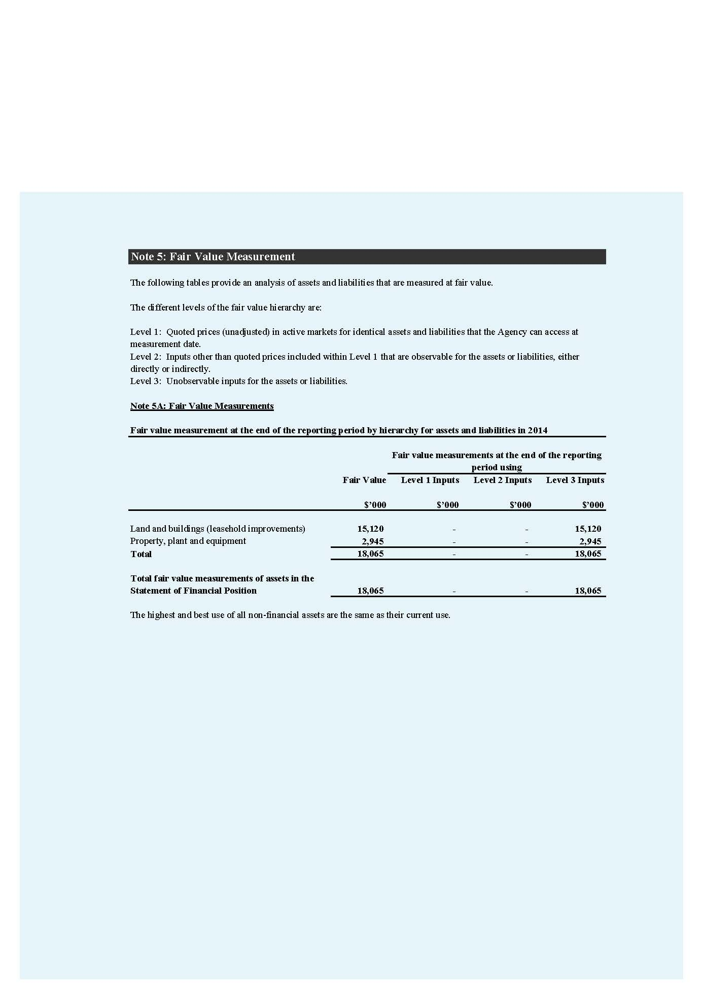 Note 5: Fair Value Measurement
The following tables provide an analysis of assets and liabilities that are measured at fair value.
The different levels of the fair value hierarchy are:
Level 1:  Quoted prices (unadjusted) in active markets for identical assets and liabilities that the Agency can access at
measurement date.
Level 2:  Inputs other than quoted prices included within Level 1 that are observable for the assets or liabilities, either
directly or indirectly.
Level 3:  Unobservable inputs for the assets or liabilities.
Note 5A: Fair Value Measurements
Fair value measurement at the end of the reporting period by hierarchy for assets and liabilities in 2014
Fair value measurements at the end of the reporting
period using
Fair Value Level 1 Inputs Level 2 Inputs Level 3 Inputs
$’000 $’000 $’000 $’000
Land and buildings (leasehold improvements) 15,120 - - 15,120
Property, plant and equipment 2,945 - - 2,945
Total 18,065 - - 18,065
Total fair value measurements of assets in the
Statement of Financial Position 18,065 - - 18,065
The highest and best use of all non-financial assets are the same as their current use.